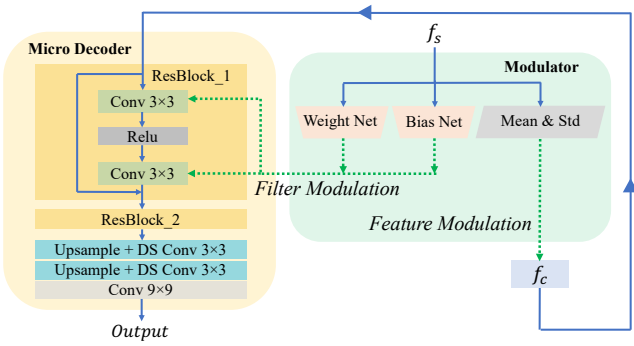 Micro Decoder
ResBlock_1
Conv 3×3
Relu
Conv 3×3
ResBlock_2
Upsample + DS Conv 3×3
Upsample + DS Conv 3×3
Conv 9×9
Output
f_s
Modulator
Weight Net
Bias Net
Mean & Std
Filter Modulation
Feature Modulation
f_c